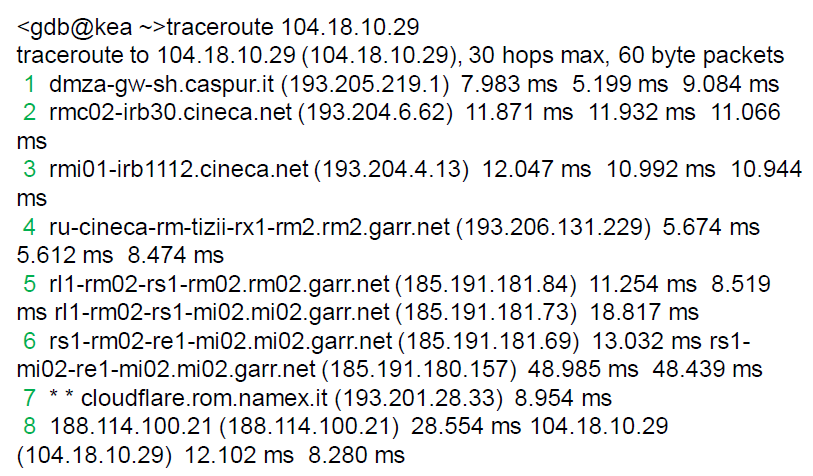 <gdb@kea ~>traceroute 104.18.10.29
traceroute to 104.18.10.29 (104.18.10.29), 30 hops max, 60 byte packets
1 dmza-gw-sh.caspur.it (193.205.219.1) 7.983 ms 5.199 ms 9.084 ms
2 rmc02-irb30.cineca.net (193.204.6.62) 11.871 ms 11.932 ms 11.066
ms
3 rmi01-irb1112.cineca.net (193.204.4.13) 12.047 ms 10.992 ms 10.944
ms
4 ru-cineca-rm-tizii-rx1-rm2.rm2.garr.net (193.206.131.229) 5.674 ms
5.612 ms 8.474 ms
5 rl1-rm02-rs1-rm02.rm02.garr.net (185.191.181.84) 11.254 ms 8.519
ms rl1-rm02-rs1-mi02.mi02.garr.net (185.191.181.73) 18.817 ms
6 rs1-rm02-re1-mi02.mi02.garr.net (185.191.181.69) 13.032 ms rs1-
mi02-re1-mi02.mi02.garr.net (185.191.180.157) 48.985 ms 48.439 ms
7 * * cloudflare.rom.namex.it (193.201.28.33) 8.954 ms
8 188.114.100.21 (188.114.100.21) 28.554 ms 104.18.10.29
(104.18.10.29) 12.102 ms 8.280 ms